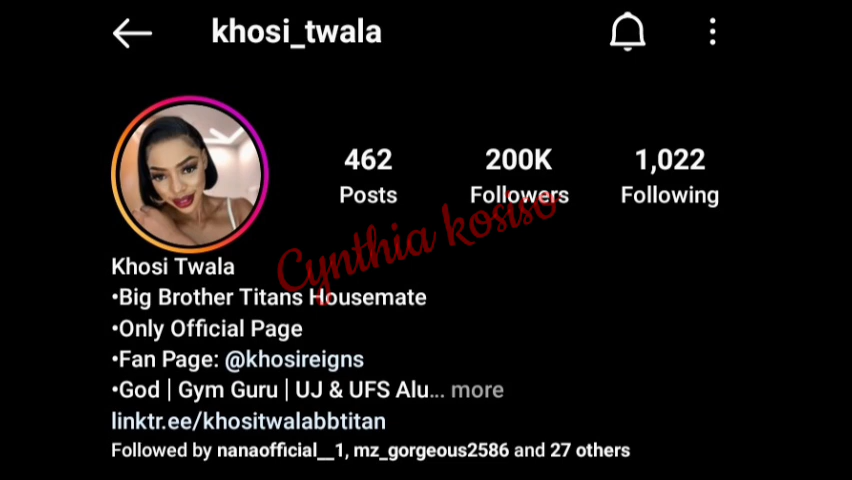 khosi_twala
462 200K 1,022
Posts Followers Following
Cynthia kosiso
Khosi Twala
•Big Brother Titans Housemate
•Only Official Page
•Fan Page: @khosireigns
•God | Gym Guru | UJ & UFS Alu... more
linktr.ee/khositwalabbtitan
Followed by nanaofficial__1, mz_gorgeous2586 and 27 others